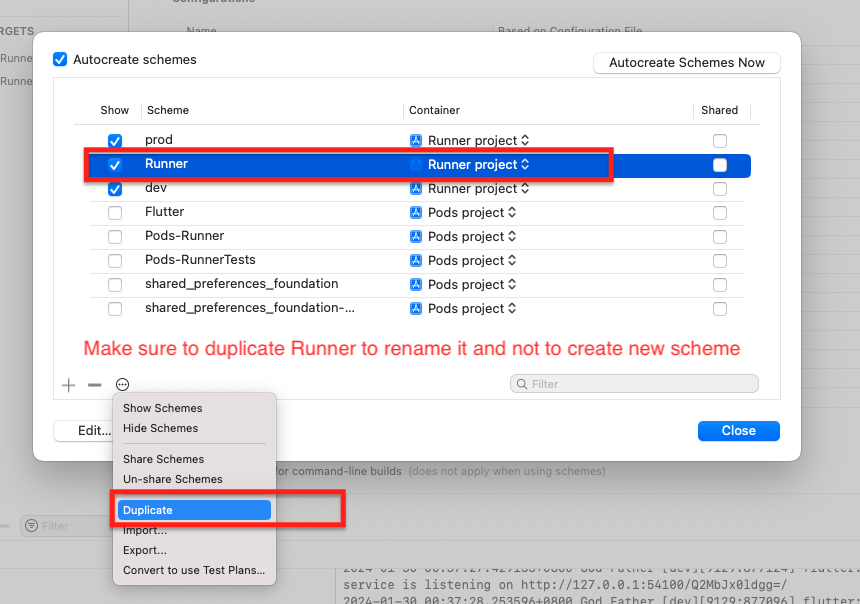 Configurations
Name
Based on Configuration File
RGETS
Runne
Runne
Autocreate schemes
Autocreate Schemes Now
Show Scheme Container Shared
prod Runner project
Runner Runner project
dev Runner project
Flutter Pods project
Pods-Runner Pods project
Pods-RunnerTests Pods project
shared_preferences_foundation Pods project
shared_preferences_foundation-... Pods project
Make sure to duplicate Runner to rename it and not to create new scheme
Filter
Edit...
Close
Show Schemes
Hide Schemes
Share Schemes
Un-share Schemes
Duplicate
Import...
Export...
Convert to use Test Plans...
for command-line builds (does not apply when using schemes)
Filter
2024-01-30 00:37:27.429135+0800 God Father [dev][9129:877124] flutter:
service is listening on http://127.0.0.1:54100/Q2MbJx0ldgg=/
2024-01-30 00:37:28.253596+0800 God Father [dev][9129:877096] flutter: